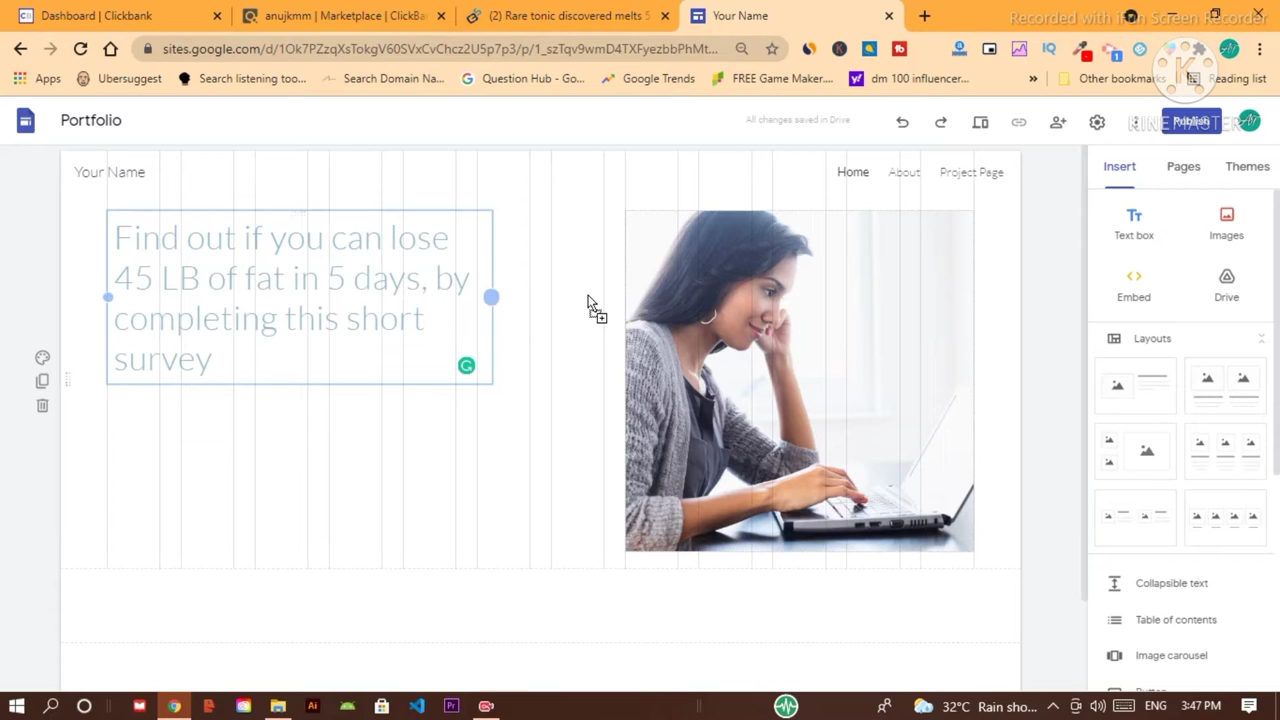 Dashboard | Clickbank
anujkmm | Marketplace | ClickBa
(2) Rare tonic discovered melts 5
Your Name
Recorded with iFun Screen Recorder
sites.google.com/d/1Ok7PZzqXsTokgV60SVxCvChcz2U5p7p3/p/1_szTqv9wmD4TXFyezbbPhMt...
Apps
Ubersuggest
Search listening too...
Search Domain Na...
Question Hub - Go...
Google Trends
FREE Game Maker....
dm 100 influencer...
»
Other bookmarks
Reading list
Portfolio
All changes saved in Drive
Publish
KINEMASTER
Your Name
Home
About
Project Page
Insert
Pages
Themes
Find out if you can lose
45 LB of fat in 5 days, by
completing this short
survey
Text box
Images
Embed
Drive
Layouts
Collapsible text
Table of contents
Image carousel
32°C Rain sho...
ENG
3:47 PM